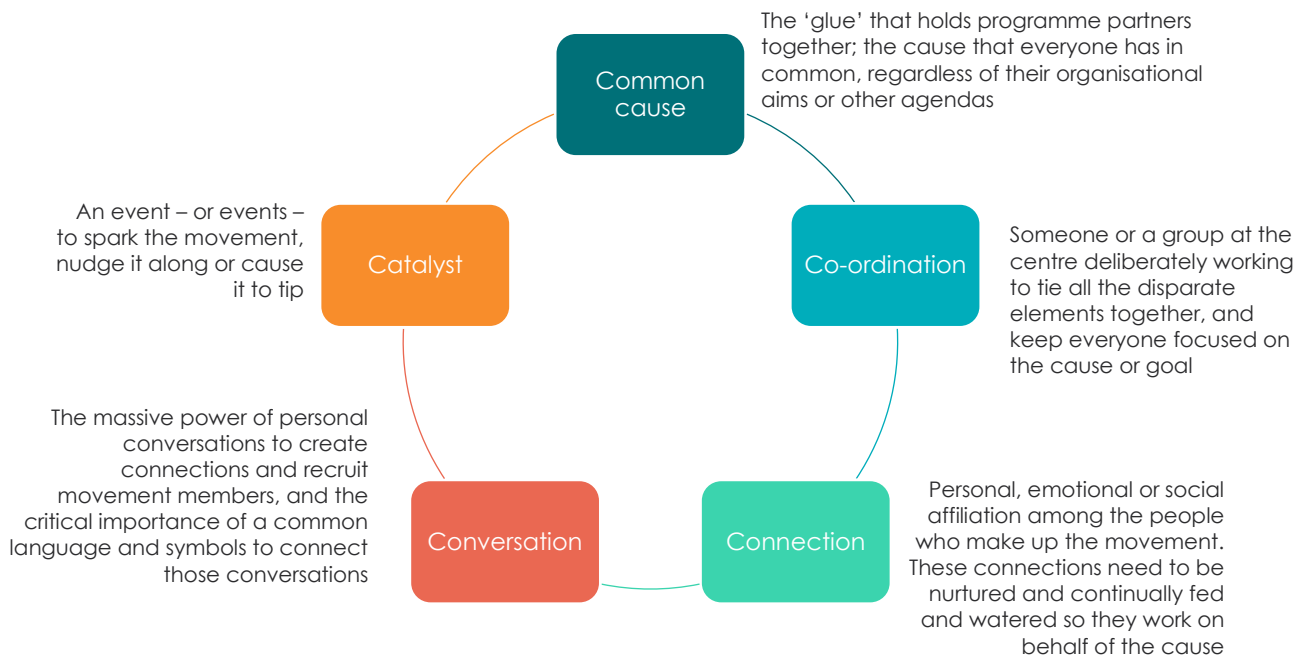 Common
cause
The ‘glue’ that holds programme partners
together; the cause that everyone has in
common, regardless of their organisational
aims or other agendas
Co-ordination
Someone or a group at the
centre deliberately working
to tie all the disparate
elements together, and
keep everyone focused on
the cause or goal
Connection
Personal, emotional or social
affiliation among the people
who make up the movement.
These connections need to be
nurtured and continually fed
and watered so they work on
behalf of the cause
Conversation
The massive power of personal
conversations to create
connections and recruit
movement members, and the
critical importance of a common
language and symbols to connect
those conversations
Catalyst
An event – or events –
to spark the movement,
nudge it along or cause
it to tip